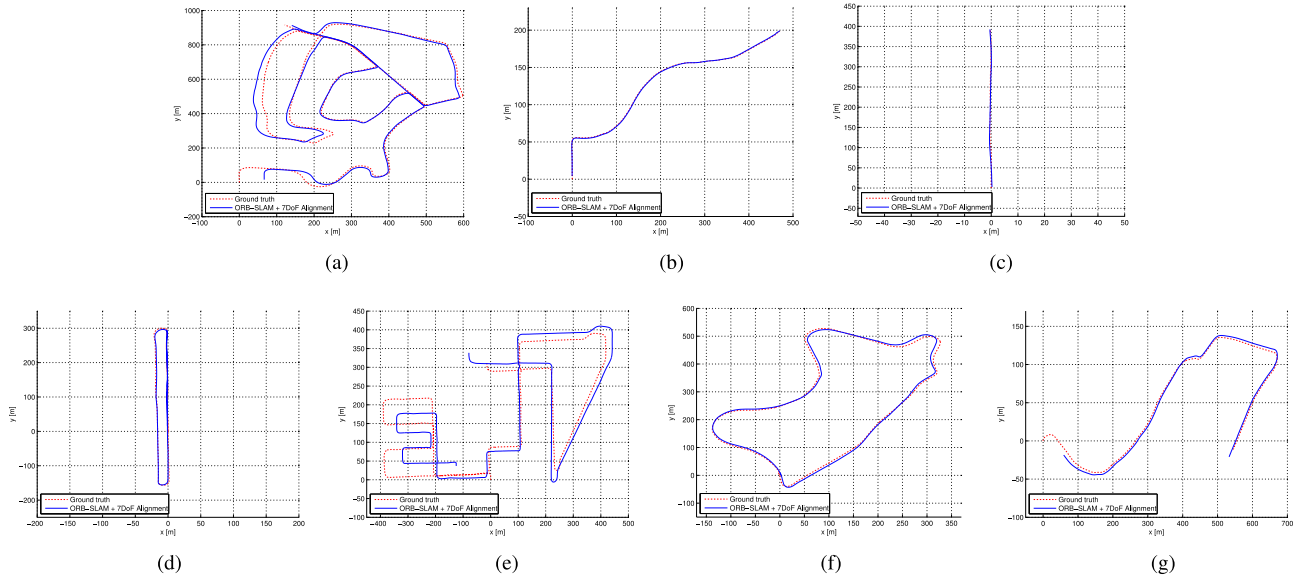 1000
800
600
400
200
0
−200
y [m]
Ground truth
ORB−SLAM + 7DoF Alignment
−100 0 100 200 300 400 500 600
x [m]
(a)
200
150
100
50
0
−50
y [m]
Ground truth
ORB−SLAM + 7DoF Alignment
−100 0 100 200 300 400 500
x [m]
(b)
450
400
350
300
250
200
150
100
50
0
−50
y [m]
Ground truth
ORB−SLAM + 7DoF Alignment
−50 −40 −30 −20 −10 0 10 20 30 40 50
x [m]
(c)
300
200
100
0
−100
−200
y [m]
Ground truth
ORB−SLAM + 7DoF Alignment
−200 −150 −100 −50 0 50 100 150 200
x [m]
(d)
450
400
350
300
250
200
150
100
50
0
−50
−100
y [m]
Ground truth
ORB−SLAM + 7DoF Alignment
−400 −300 −200 −100 0 100 200 300 400 500
x [m]
(e)
600
500
400
300
200
100
0
−100
y [m]
Ground truth
ORB−SLAM + 7DoF Alignment
−150 −100 −50 0 50 100 150 200 250 300 350
x [m]
(f)
150
100
50
0
−50
−100
y [m]
Ground truth
ORB−SLAM + 7DoF Alignment
0 100 200 300 400 500 600 700
x [m]
(g)